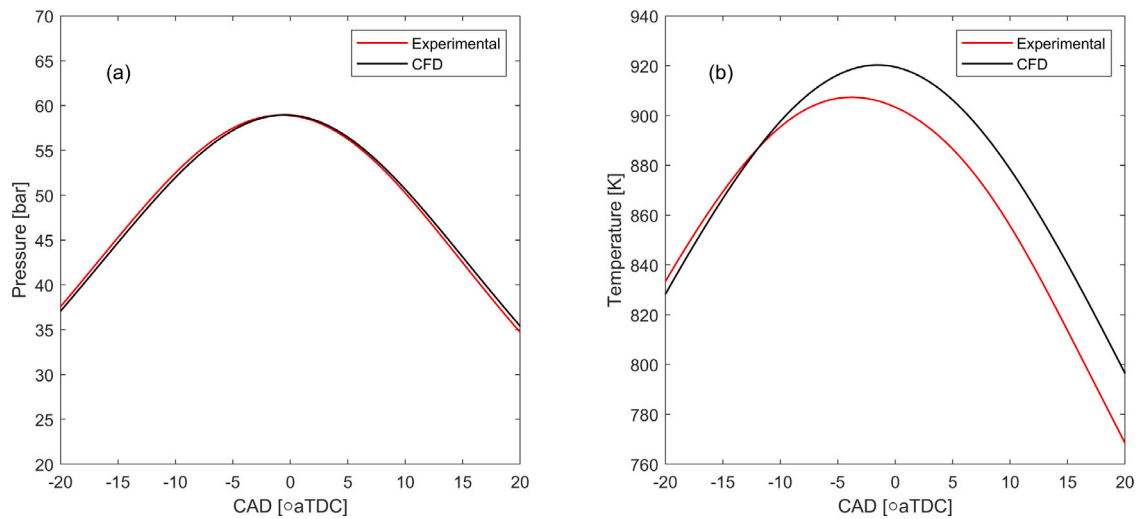 (a)
Experimental
CFD
Pressure [bar]
70
65
60
55
50
45
40
35
30
25
20
-20 -15 -10 -5 0 5 10 15 20
CAD [○aTDC]
(b)
Experimental
CFD
Temperature [K]
940
920
900
880
860
840
820
800
780
760
-20 -15 -10 -5 0 5 10 15 20
CAD [○aTDC]